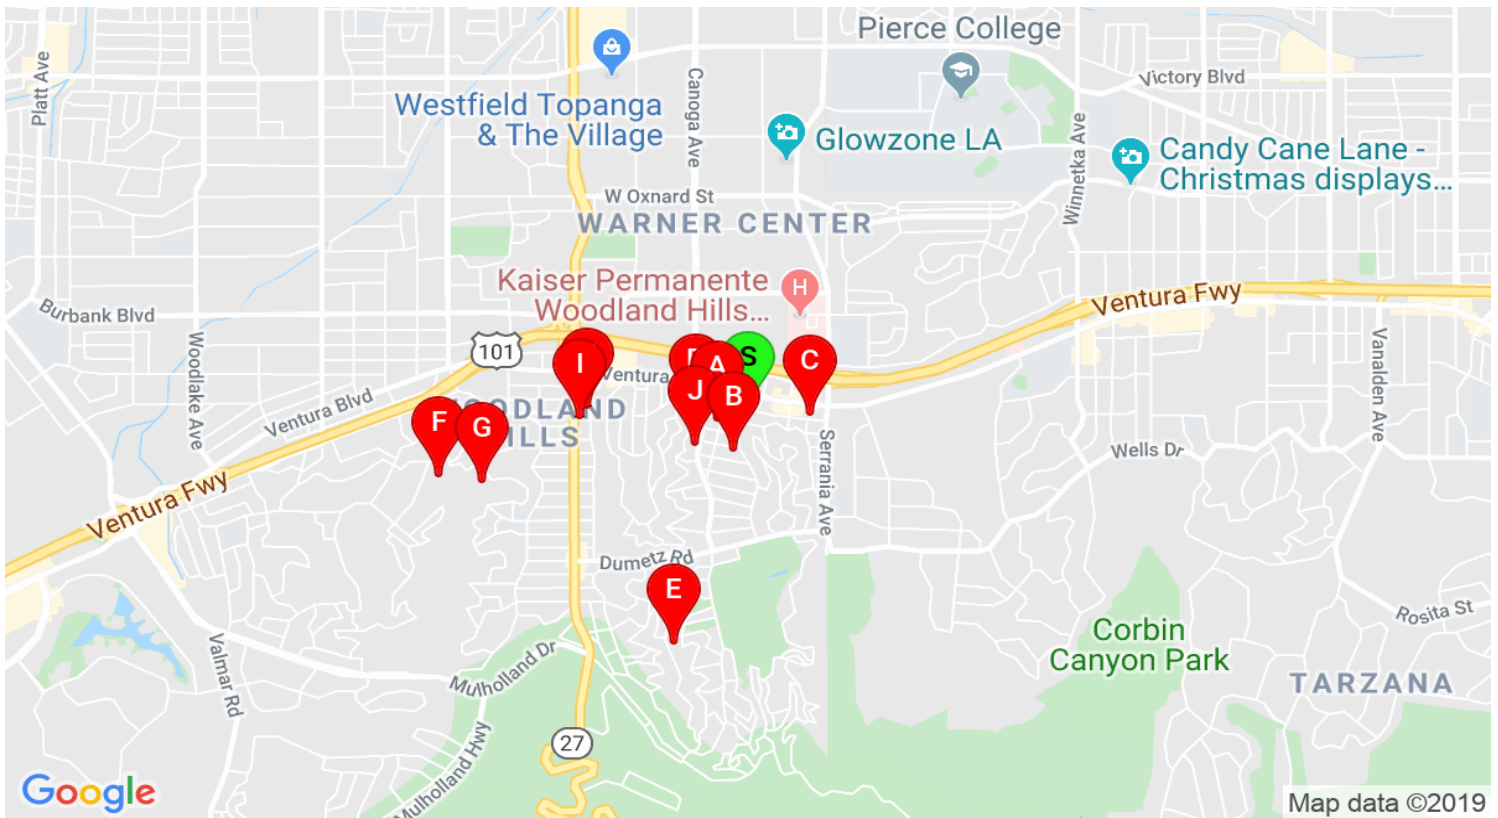 Pierce College
Platt Ave
Victory Blvd
Canoga Ave
Westfield Topanga
& The Village
Glowzone LA
Winnetka Ave
Candy Cane Lane -
Christmas displays...
W Oxnard St
WARNER CENTER
Kaiser Permanente
Woodland Hills...
H
Ventura Fwy
Burbank Blvd
Woodlake Ave
101
Ventura
S
A
C
I
J
B
F
G
Ventura Blvd
Vanalden Ave
Serrania Ave
Wells Dr
Ventura Fwy
Dumetz Rd
E
Rosita St
Corbin
Canyon Park
TARZANA
Valmar Rd
Mulholland Dr
27
Mulholland Hwy
Google
Map data ©2019